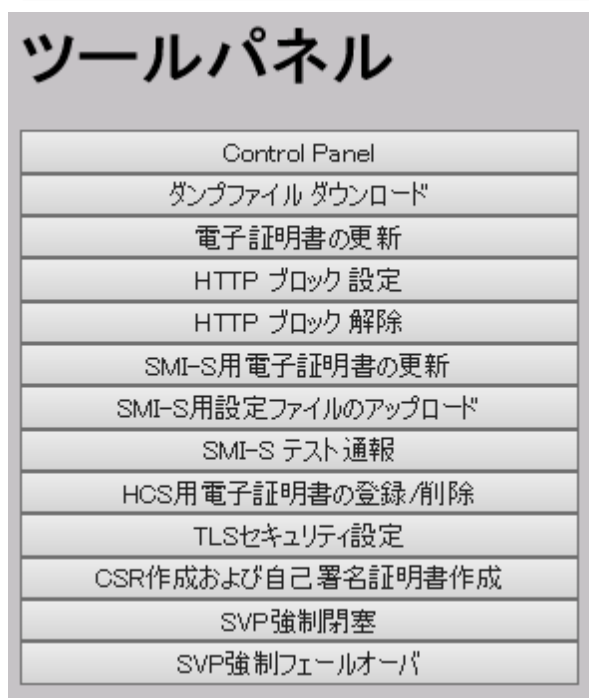 ツールパネル
Control Panel
ダンプファイル ダウンロード
電子証明書の更新
HTTP ブロック 設定
HTTP ブロック 解除
SMI-S用電子証明書の更新
SMI-S用設定ファイルのアップロード
SMI-S テスト通報
HCS用電子証明書の登録/削除
TLSセキュリティ設定
CSR作成および自己署名証明書作成
SVP強制閉塞
SVP強制フェールオーバ